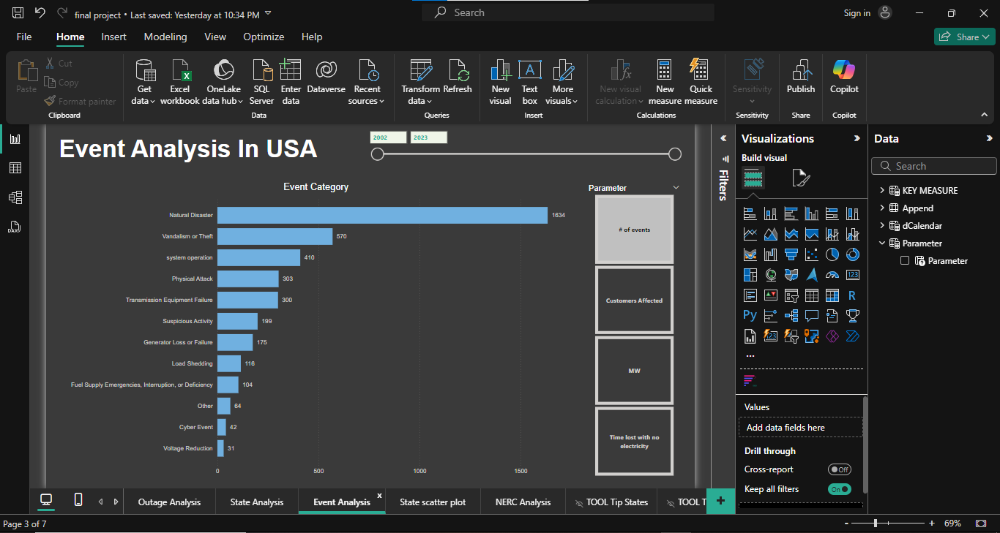 final project • Last saved: Yesterday at 10:34 PM
Search
Sign in
File
Home
Insert
Modeling
View
Optimize
Help
Share
Paste
Cut
Copy
Format painter
Clipboard
Get data
Excel workbook
OneLake data hub
SQL Server
Enter data
Dataverse
Recent sources
Data
Transform data
Refresh
Queries
New visual
Text box
More visuals
Insert
New visual calculation
New measure
Quick measure
Calculations
Sensitivity
Sensitivity
Publish
Share
Copilot
Copilot
Event Analysis In USA
2002
2023
Event Category
Natural Disaster 1634
Vandalism or Theft 570
system operation 410
Physical Attack 303
Transmission Equipment Failure 300
Suspicious Activity 199
Generator Loss or Failure 175
Load Shedding 116
Fuel Supply Emergencies, Interruption, or Deficiency 104
Other 64
Cyber Event 42
Voltage Reduction 31
0 500 1000 1500
Parameter
# of events
Customers Affected
MW
Time lost with no
electricity
Filters
Visualizations
Build visual
123
R
Py
123
...
Values
Add data fields here
Drill through
Cross-report
Off
Keep all filters
On
Data
Search
KEY MEASURE
Append
dCalendar
Parameter
Parameter
DAX
Outage Analysis
State Analysis
Event Analysis
x
State scatter plot
NERC Analysis
TOOL Tip States
TOOL T
+
Page 3 of 7
- + 69%